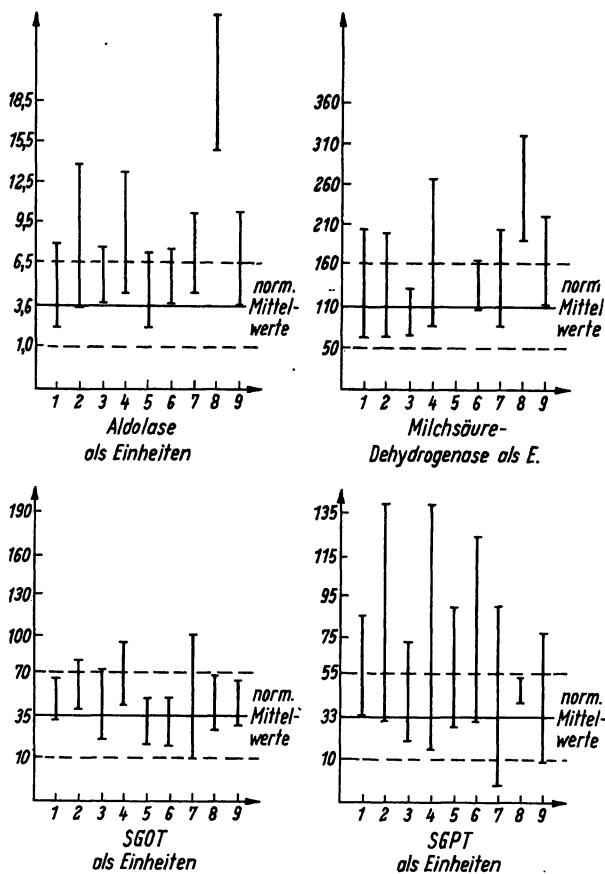 18,5
15,5
12,5
9,5
6,5
3,6
1,0
norm.
Mittel-
werte
1 2 3 4 5 6 7 8 9
Aldolase
als Einheiten
360
310
260
210
160
110
50
norm
Mittel
werte
1 2 3 4 5 6 7 8 9
Milchsäure-
Dehydrogenase als E.
190
160
130
100
70
35
10
norm.
Mittel-
werte
1 2 3 4 5 6 7 8 9
SGOT
als Einheiten
135
115
95
75
55
33
10
norm.
Mittel-
werte
1 2 3 4 5 6 7 8 9
SGPT
als Einheiten